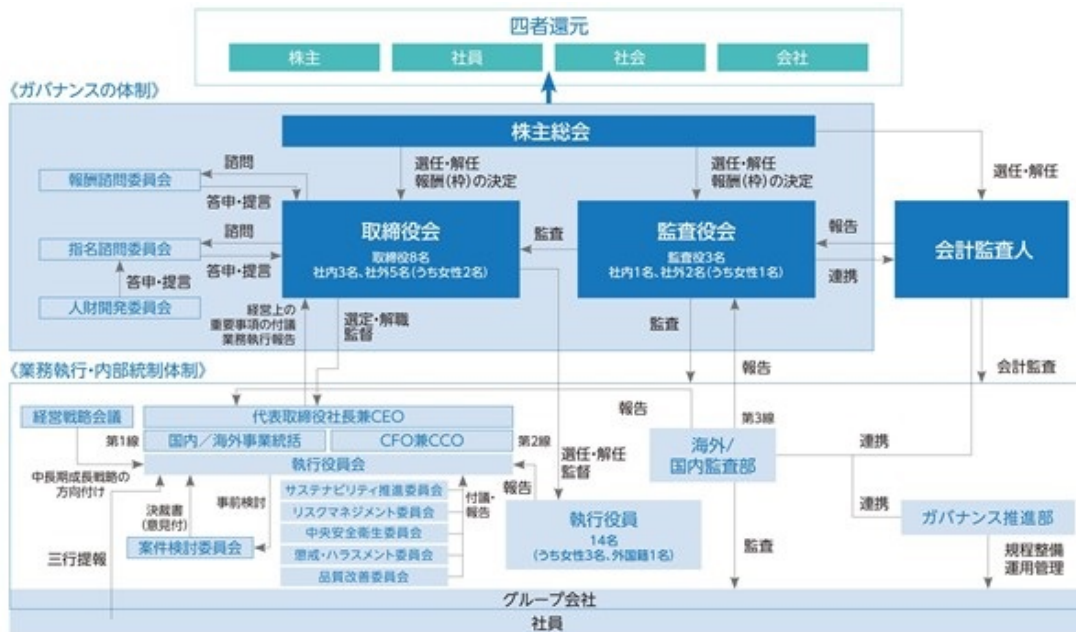 四者還元
株主
社員
社会
会社
《ガバナンスの体制》
株主総会
諮問
報酬諮問委員会
答申・提言
選任・解任
報酬(枠)の決定
選任・解任
報酬(枠)の決定
選任・解任
諮問
指名諮問委員会
答申・提言
答申・提言
人財開発委員会
取締役会
取締役8名
社内3名、社外5名(うち女性2名)
監査
監査役会
監査役3名
社内1名、社外2名(うち女性1名)
報告
連携
会計監査人
経営上の
重要事項の付議
業務執行報告
選定・解職
監督
監査
報告
会計監査
《業務執行・内部統制体制》
経営戦略会議
代表取締役社長兼CEO
第1線
国内/海外事業統括
CFO兼CCO
第2線
執行役員会
中長期成長戦略の
方向付け
決裁書
(意見付)
事前検討
案件検討委員会
サステナビリティ推進委員会
リスクマネジメント委員会
中央安全衛生委員会
懲戒・ハラスメント委員会
品質改善委員会
付議・
報告
報告
選任・解任
監督
執行役員
14名
(うち女性3名、外国籍1名)
報告
第3線
海外/
国内監査部
連携
連携
ガバナンス推進部
監査
規程整備
運用管理
三行提報
グループ会社
社員